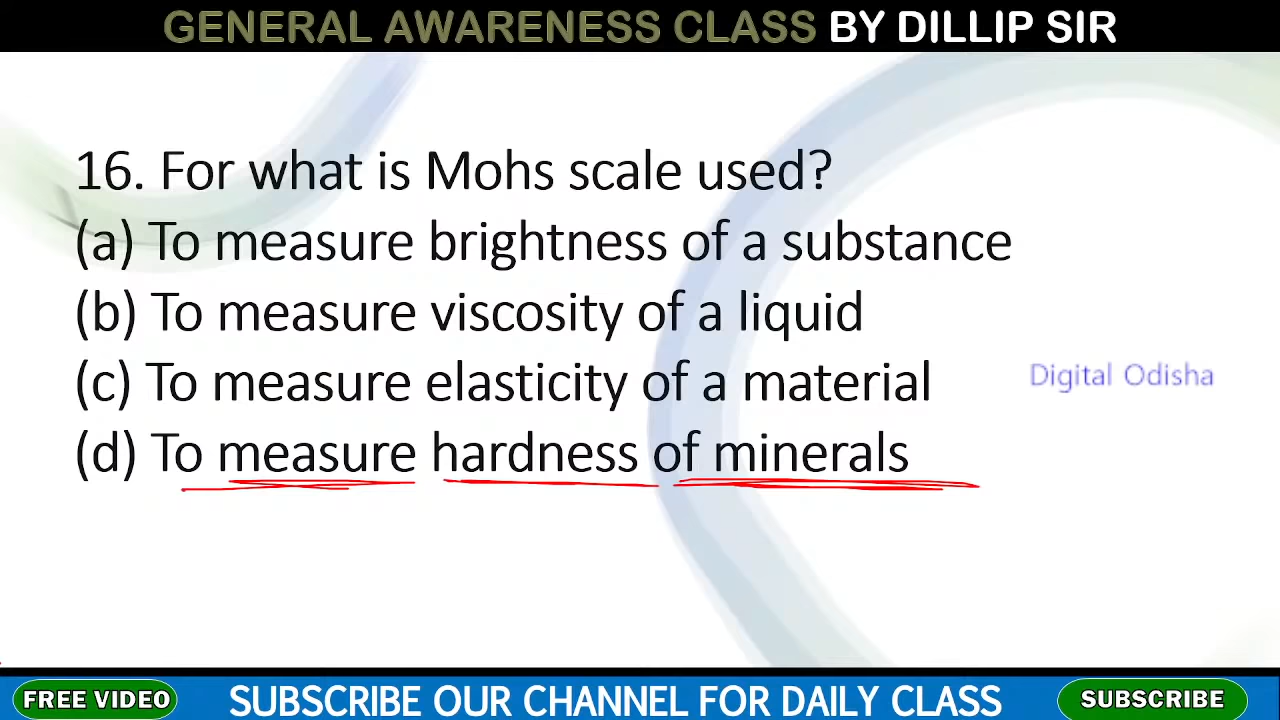 GENERAL AWARENESS CLASS BY DILLIP SIR
16. For what is Mohs scale used?
(a) To measure brightness of a substance
(b) To measure viscosity of a liquid
(c) To measure elasticity of a material
Digital Odisha
(d) To measure hardness of minerals
FREE VIDEO
SUBSCRIBE OUR CHANNEL FOR DAILY CLASS
SUBSCRIBE